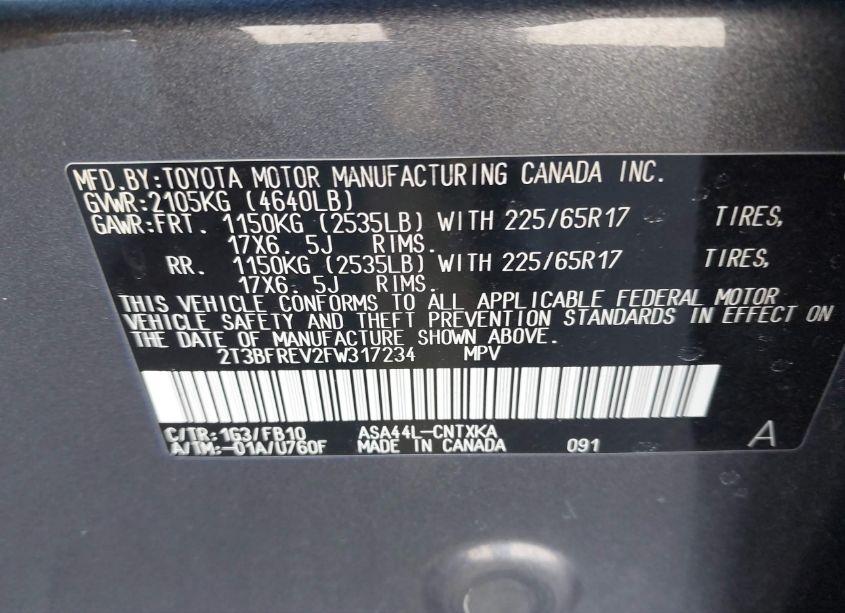 MFD.BY:TOYOTA MOTOR MANUFACTURING CANADA INC.
GVWR:2105KG (4640LB)
GAWR:FRT. 1150KG (2535LB) WITH 225/65R17 TIRES,
17X6. 5J RIMS.
RR. 1150KG (2535LB) WITH 225/65R17 TIRES,
17X6. 5J RIMS.
THIS VEHICLE CONFORMS TO ALL APPLICABLE FEDERAL MOTOR
VEHICLE SAFETY AND THEFT PREVENTION STANDARDS IN EFFECT ON
THE DATE OF MANUFACTURE SHOWN ABOVE.
2T3BFREV2FW317234 MPV
C/TR:1G3/FB10 ASA44L-CNTXKA
A/TM:-01A/U760F MADE IN CANADA 091 A